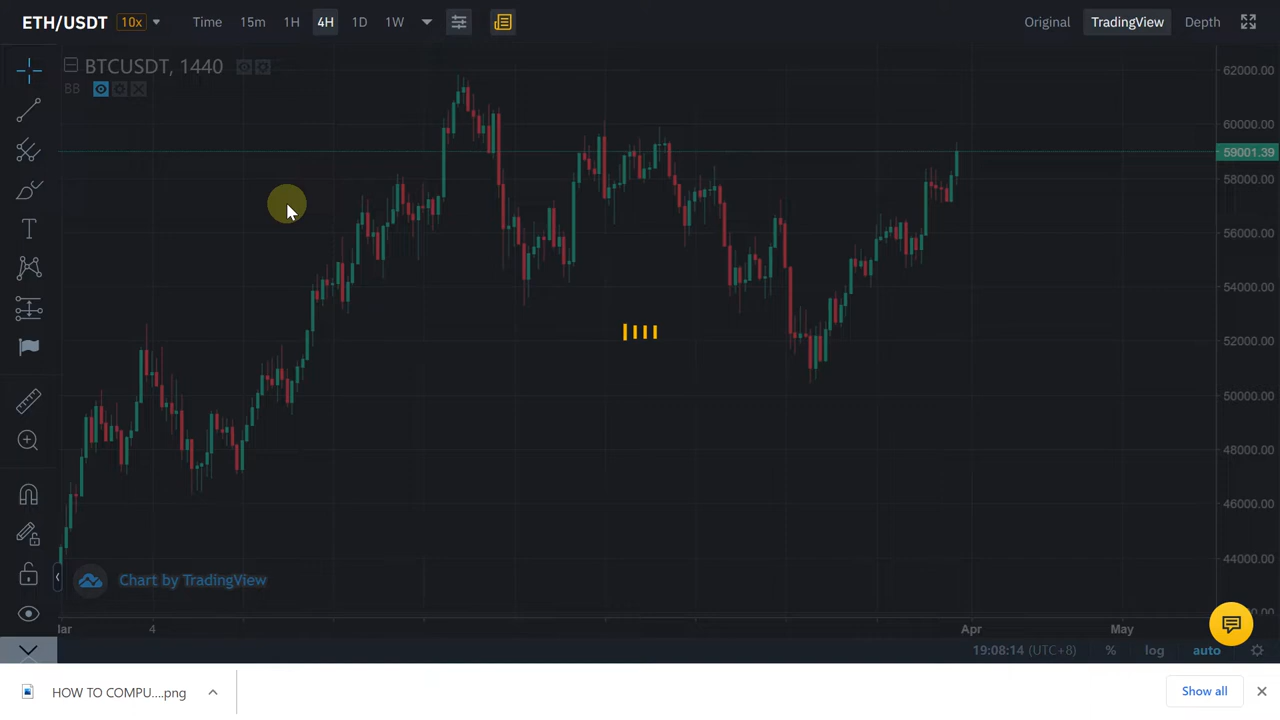 ETH/USDT 10x Time 15m 1H 4H 1D 1W Original TradingView Depth
BTCUSDT, 1440
BB
62000.00
60000.00
59001.39
58000.00
56000.00
54000.00
52000.00
50000.00
48000.00
46000.00
44000.00
Chart by TradingView
4 Apr May
19:08:14 (UTC+8) % log auto
HOW TO COMPU....png Show all